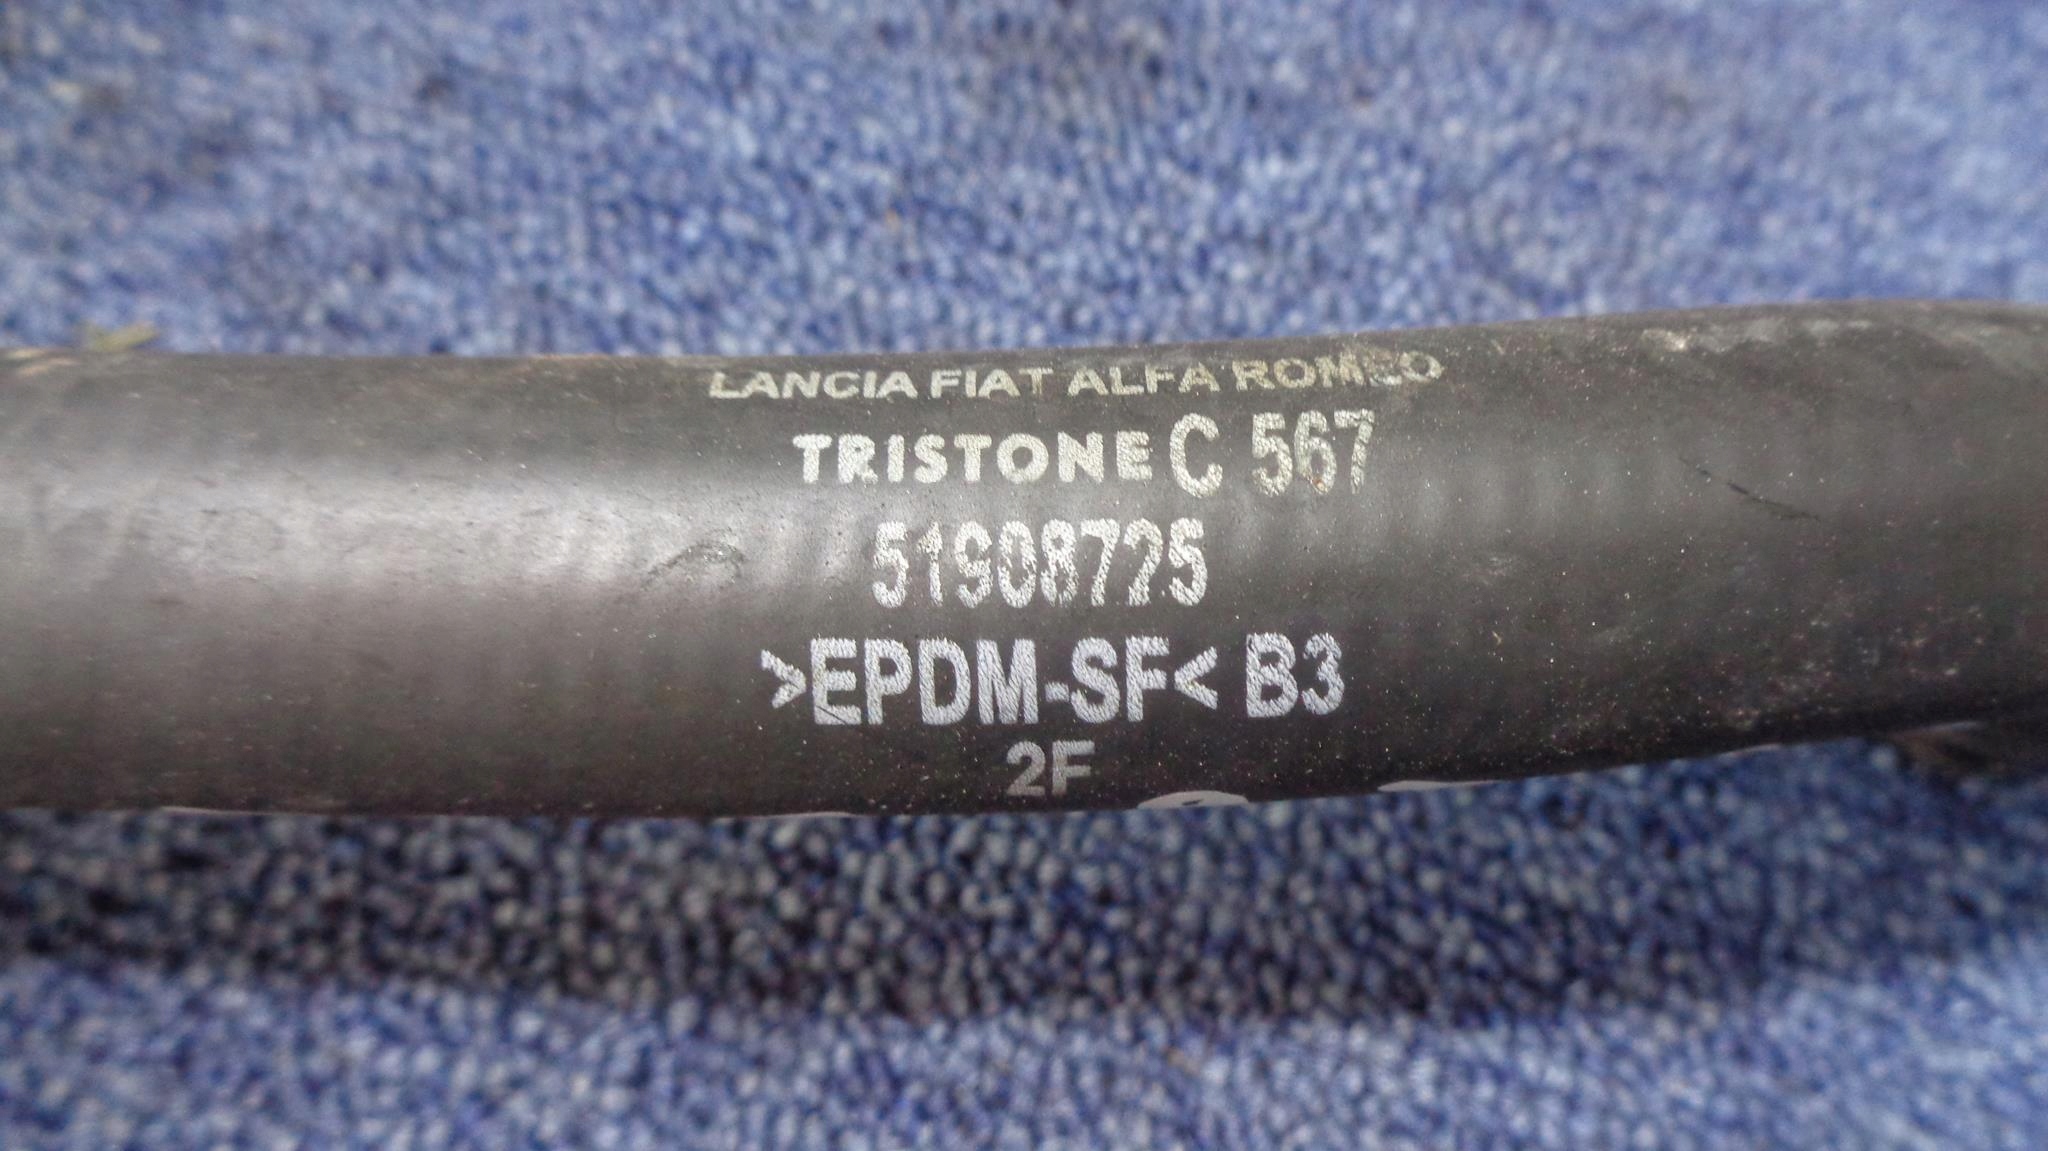 LANCIA FIAT ALFA ROMEO
TRISTONE C 567
51908725
>EPDM-SF< B3
2F